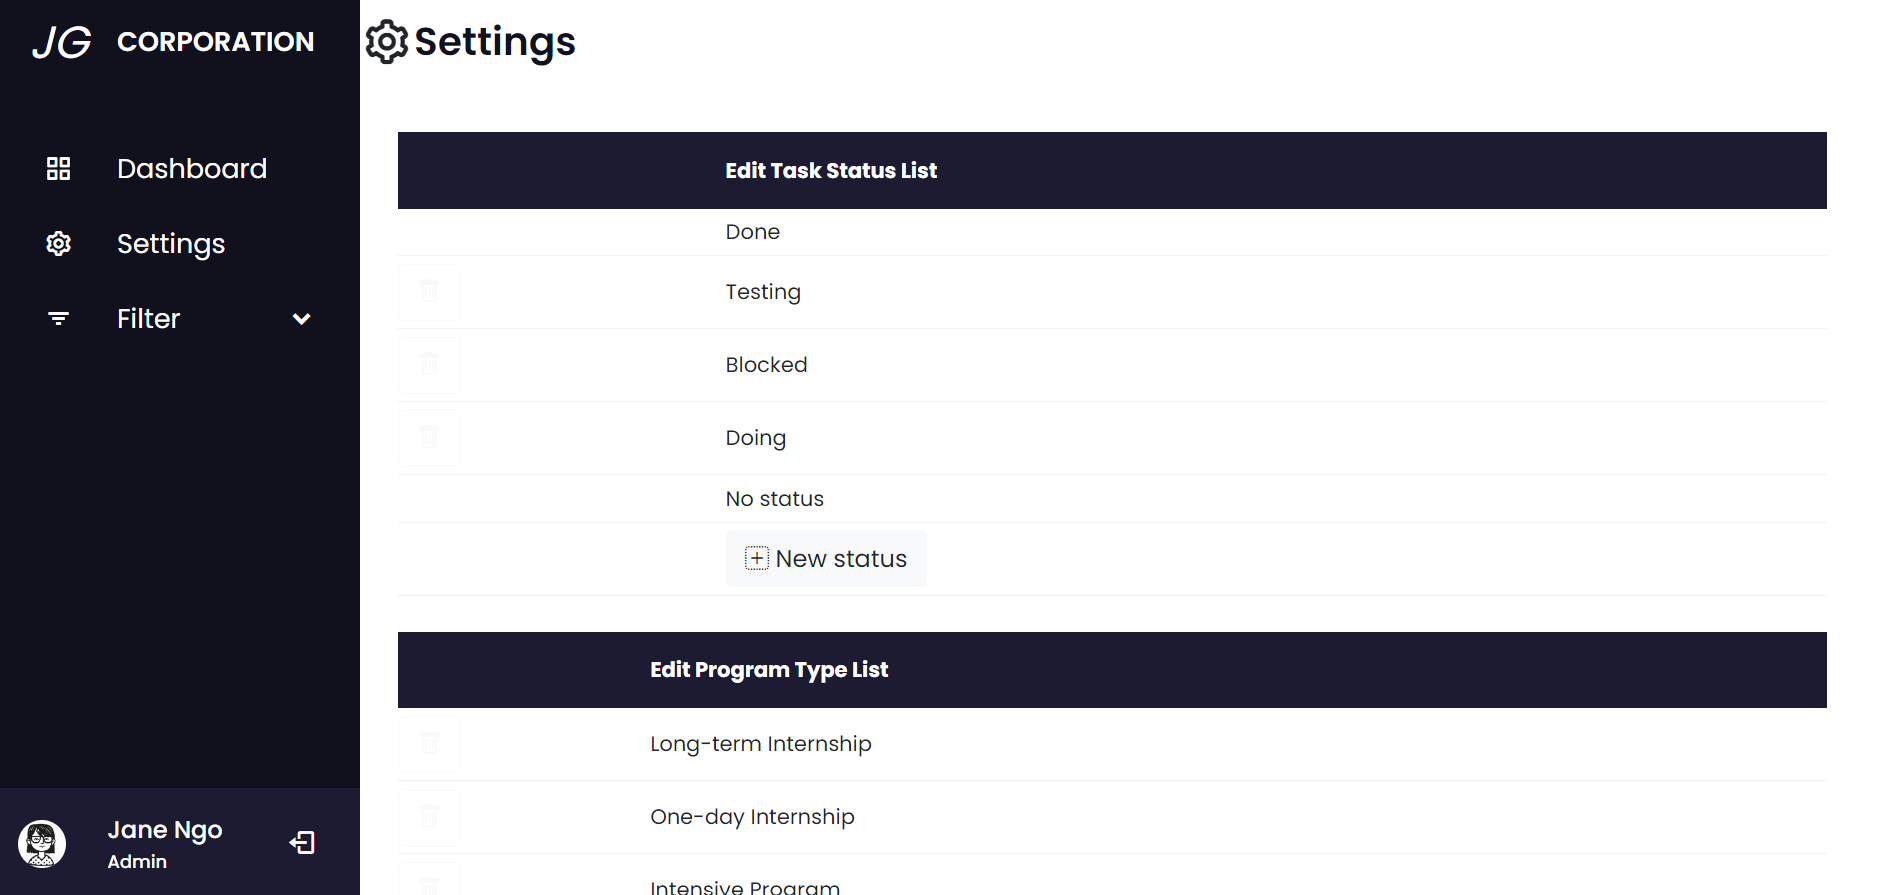 JG CORPORATION
Settings
Dashboard
Settings
Filter
Edit Task Status List
Done
Testing
Blocked
Doing
No status
New status
Edit Program Type List
Long-term Internship
One-day Internship
Intensive Program
Jane Ngo
Admin